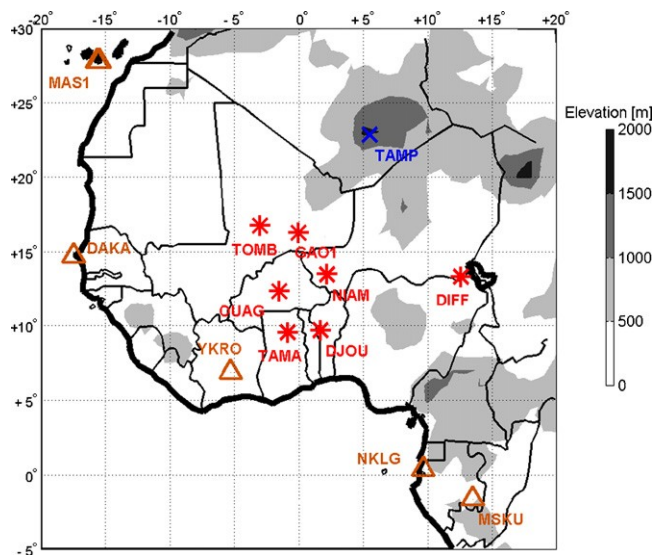 -20° -15° -10° -5° 0° +5° +10° +15° +20°
+30°
MAS1
+25°
Elevation [m]
2000
TAMP
1500
+20°
1000
DAKA
TOMB
GAO1
+15°
500
OUAG
NIAM
DIFF
+10°
0
YKRO
TAMA
DJOU
+5°
NKLG
0°
MSKU
-5°